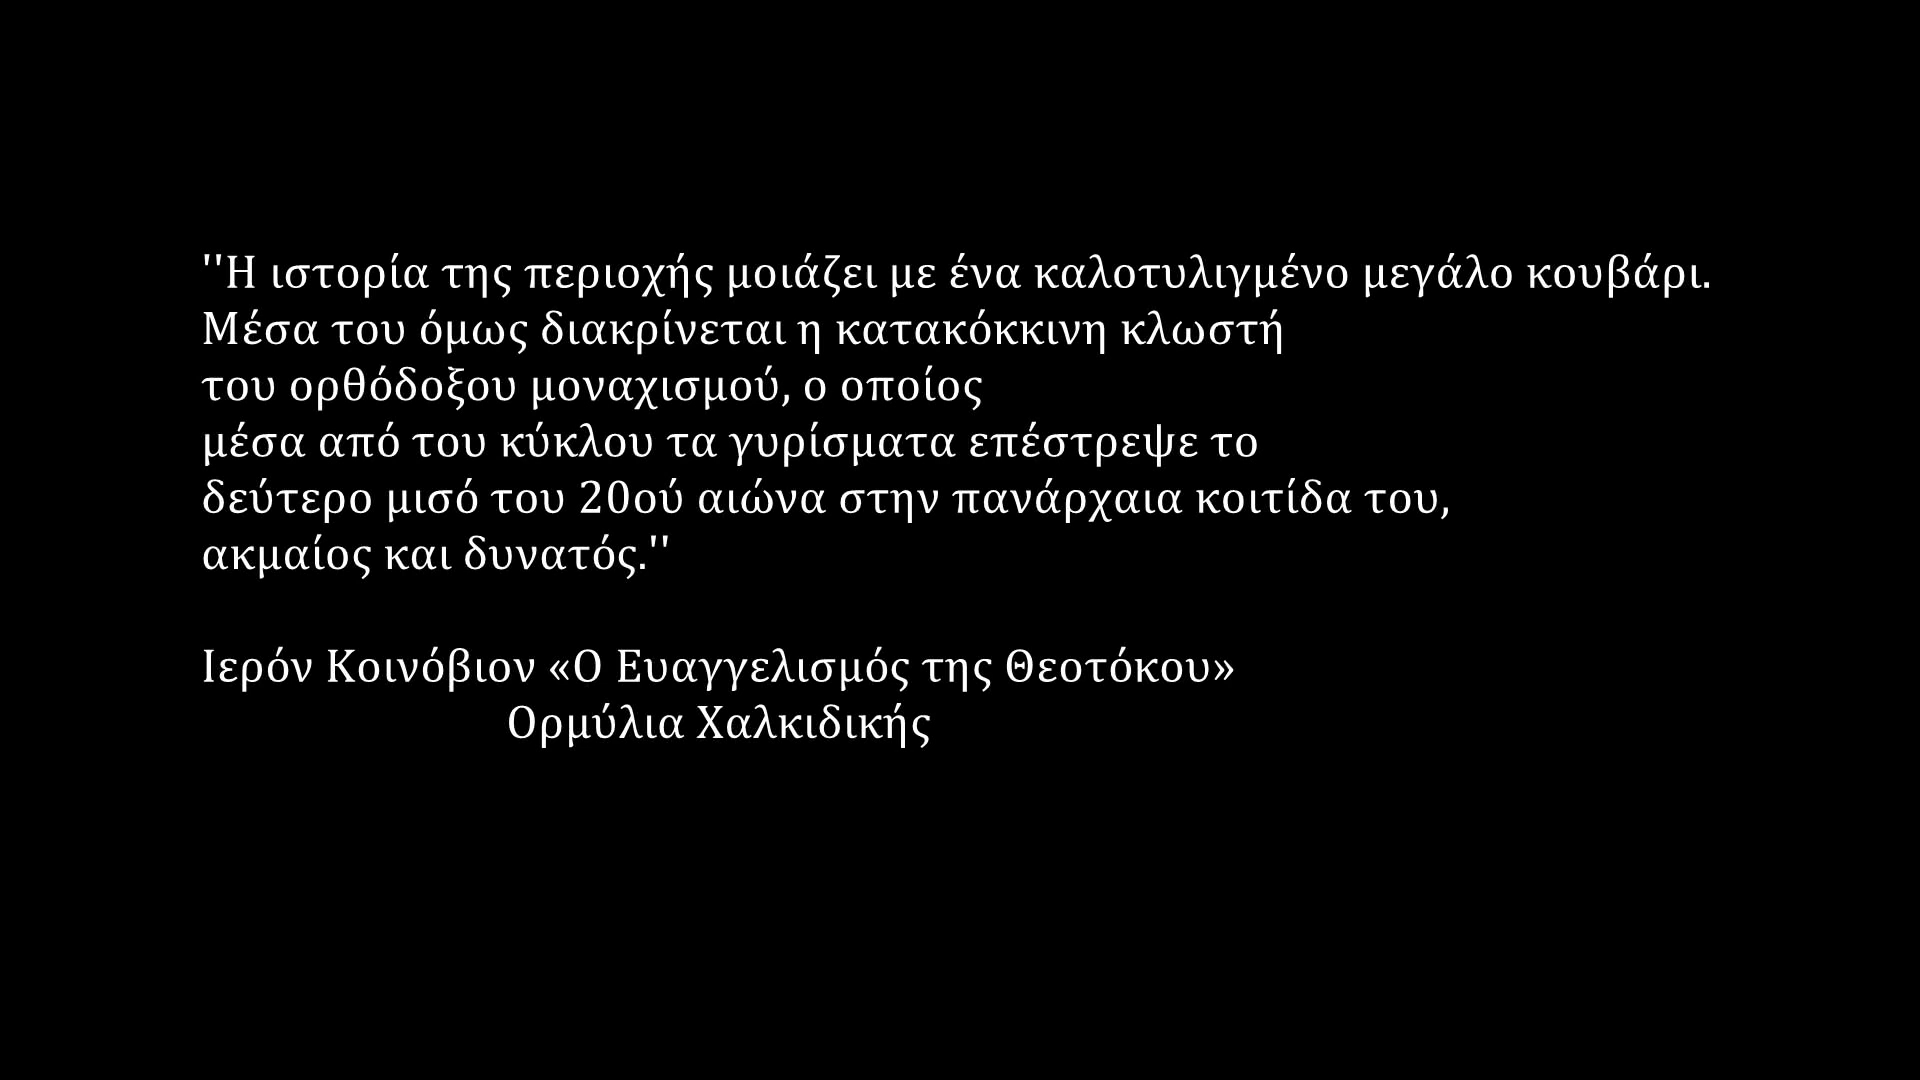 ''Η ιστορία της περιοχής μοιάζει με ένα καλοτυλιγμένο μεγάλο κουβάρι.
Μέσα του όμως διακρίνεται η κατακόκκινη κλωστή
του ορθόδοξου μοναχισμού, ο οποίος
μέσα από του κύκλου τα γυρίσματα επέστρεψε το
δεύτερο μισό του 20ού αιώνα στην πανάρχαια κοιτίδα του,
ακμαίος και δυνατός.''
Ιερόν Κοινόβιον «Ο Ευαγγελισμός της Θεοτόκου»
Ορμύλια Χαλκιδικής